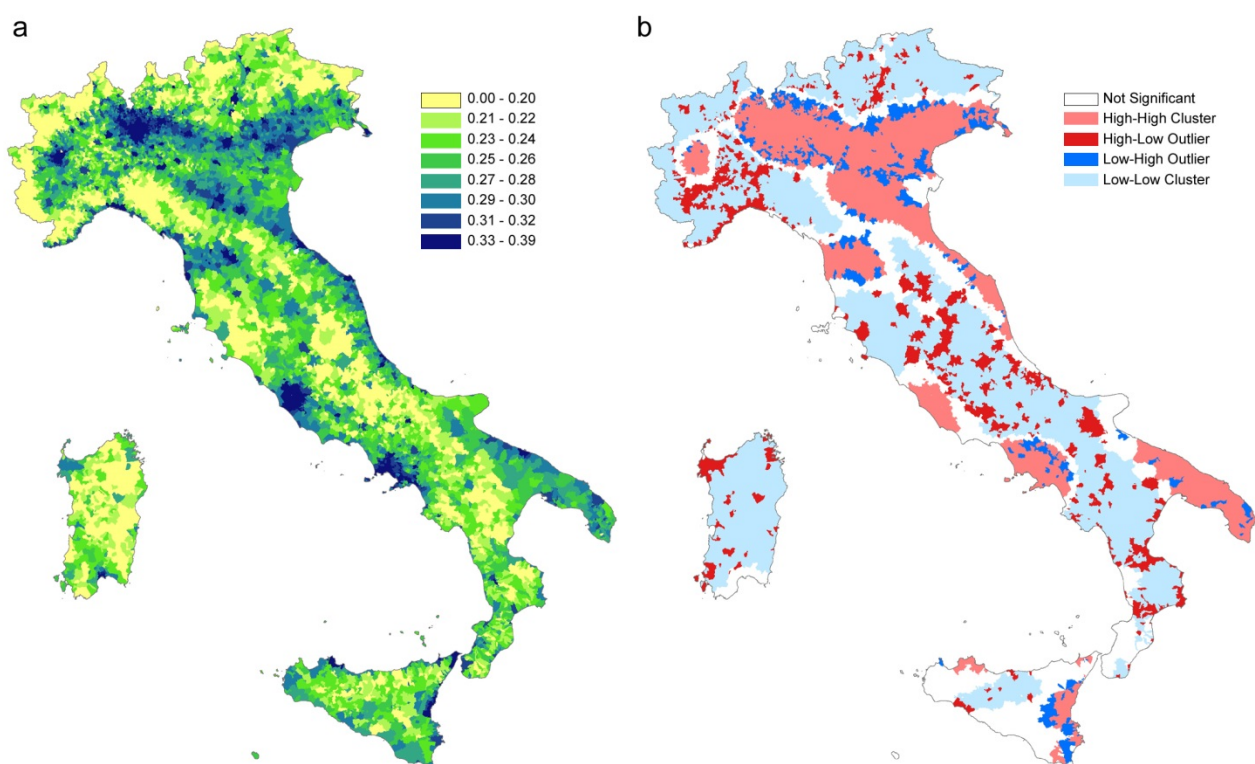 a
0.00 - 0.20
0.21 - 0.22
0.23 - 0.24
0.25 - 0.26
0.27 - 0.28
0.29 - 0.30
0.31 - 0.32
0.33 - 0.39
b
Not Significant
High-High Cluster
High-Low Outlier
Low-High Outlier
Low-Low Cluster